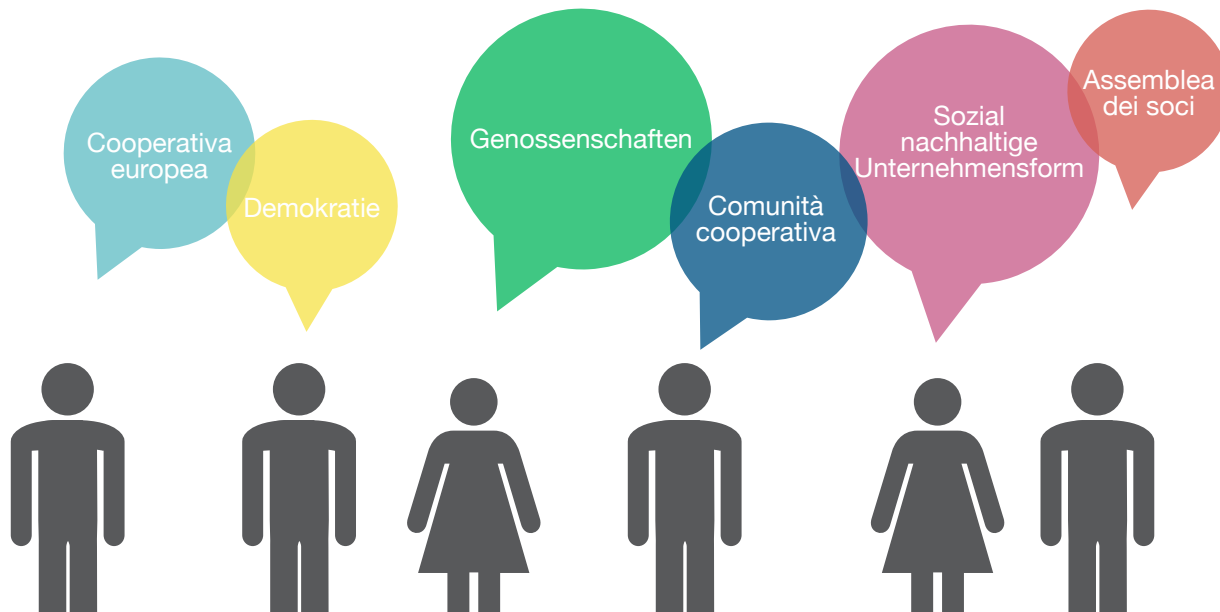 Cooperativa
europea
Demokratie
Genossenschaften
Comunità
cooperativa
Sozial
nachhaltige
Unternehmensform
Assemblea
dei soci